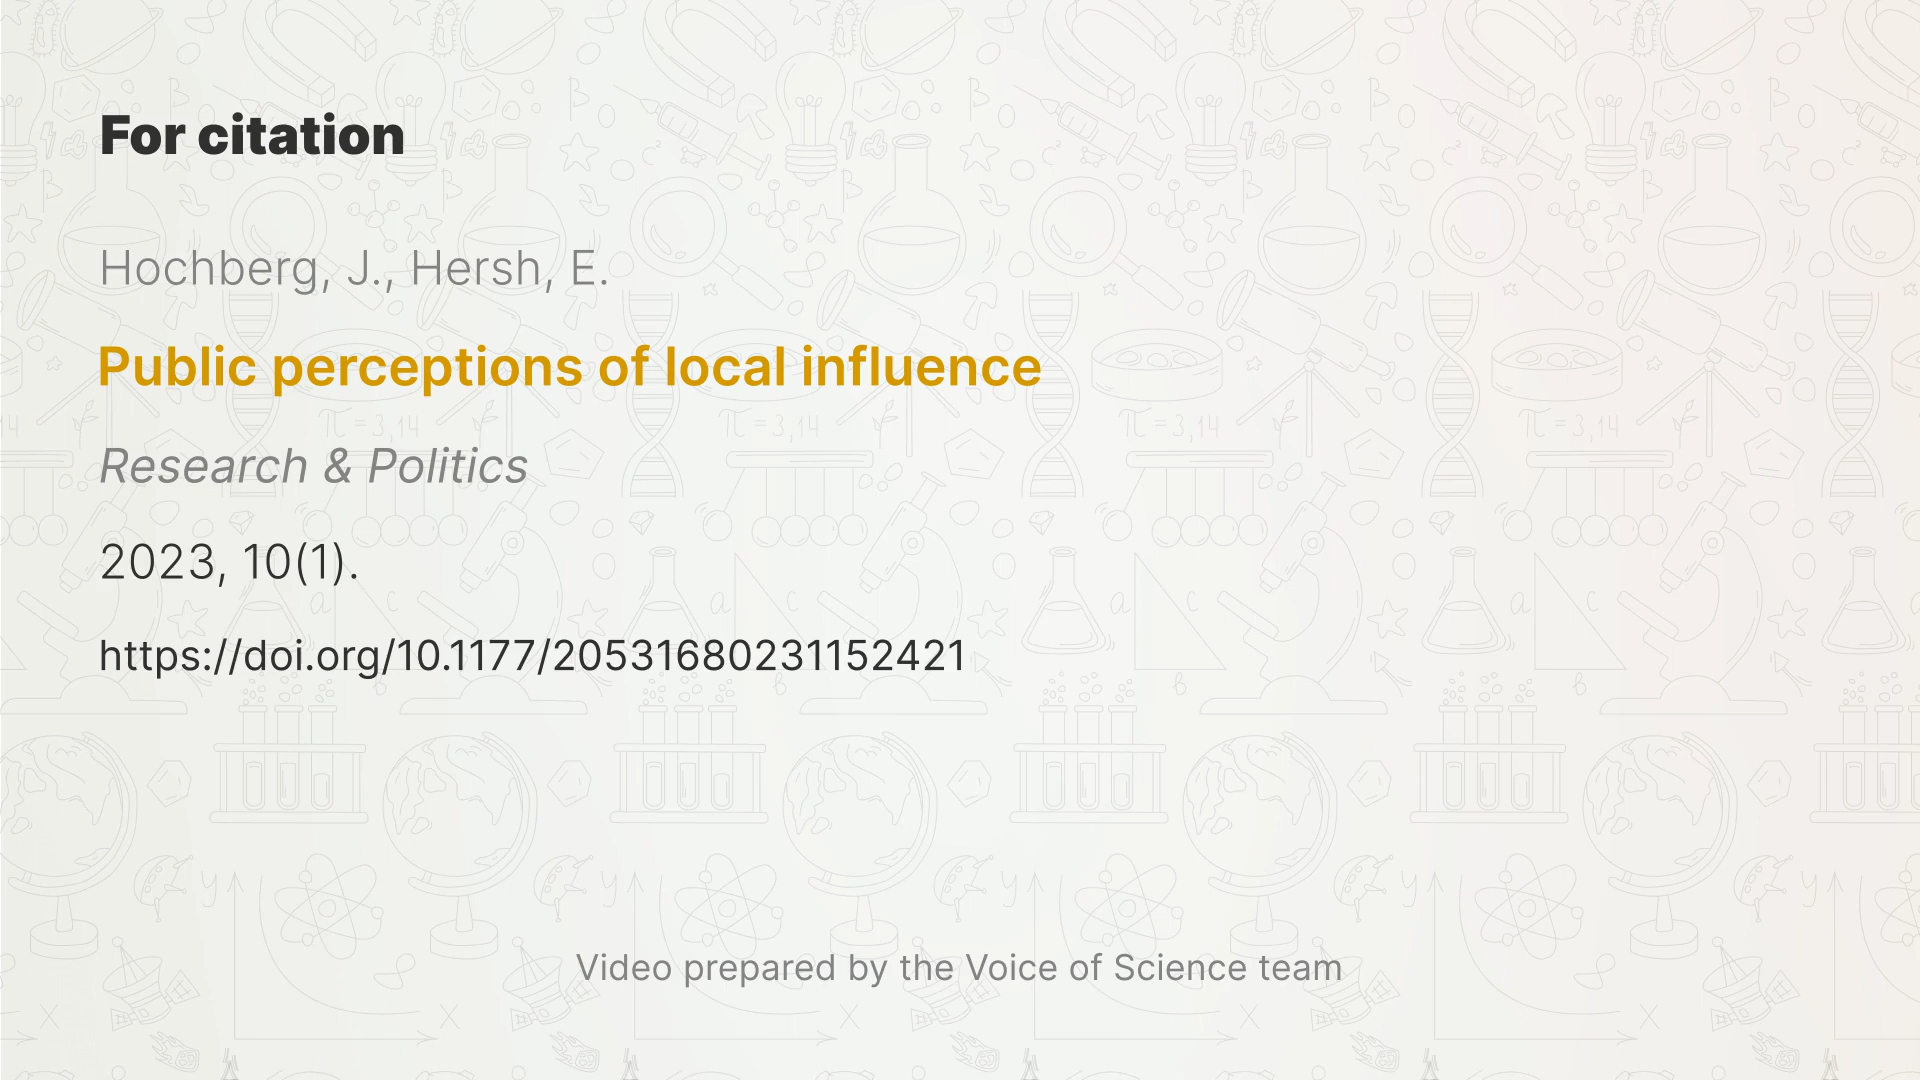 For citation
Hochberg, J., Hersh, E.
Public perceptions of local influence
Research & Politics
2023, 10(1).
https://doi.org/10.1177/20531680231152421
Video prepared by the Voice of Science team